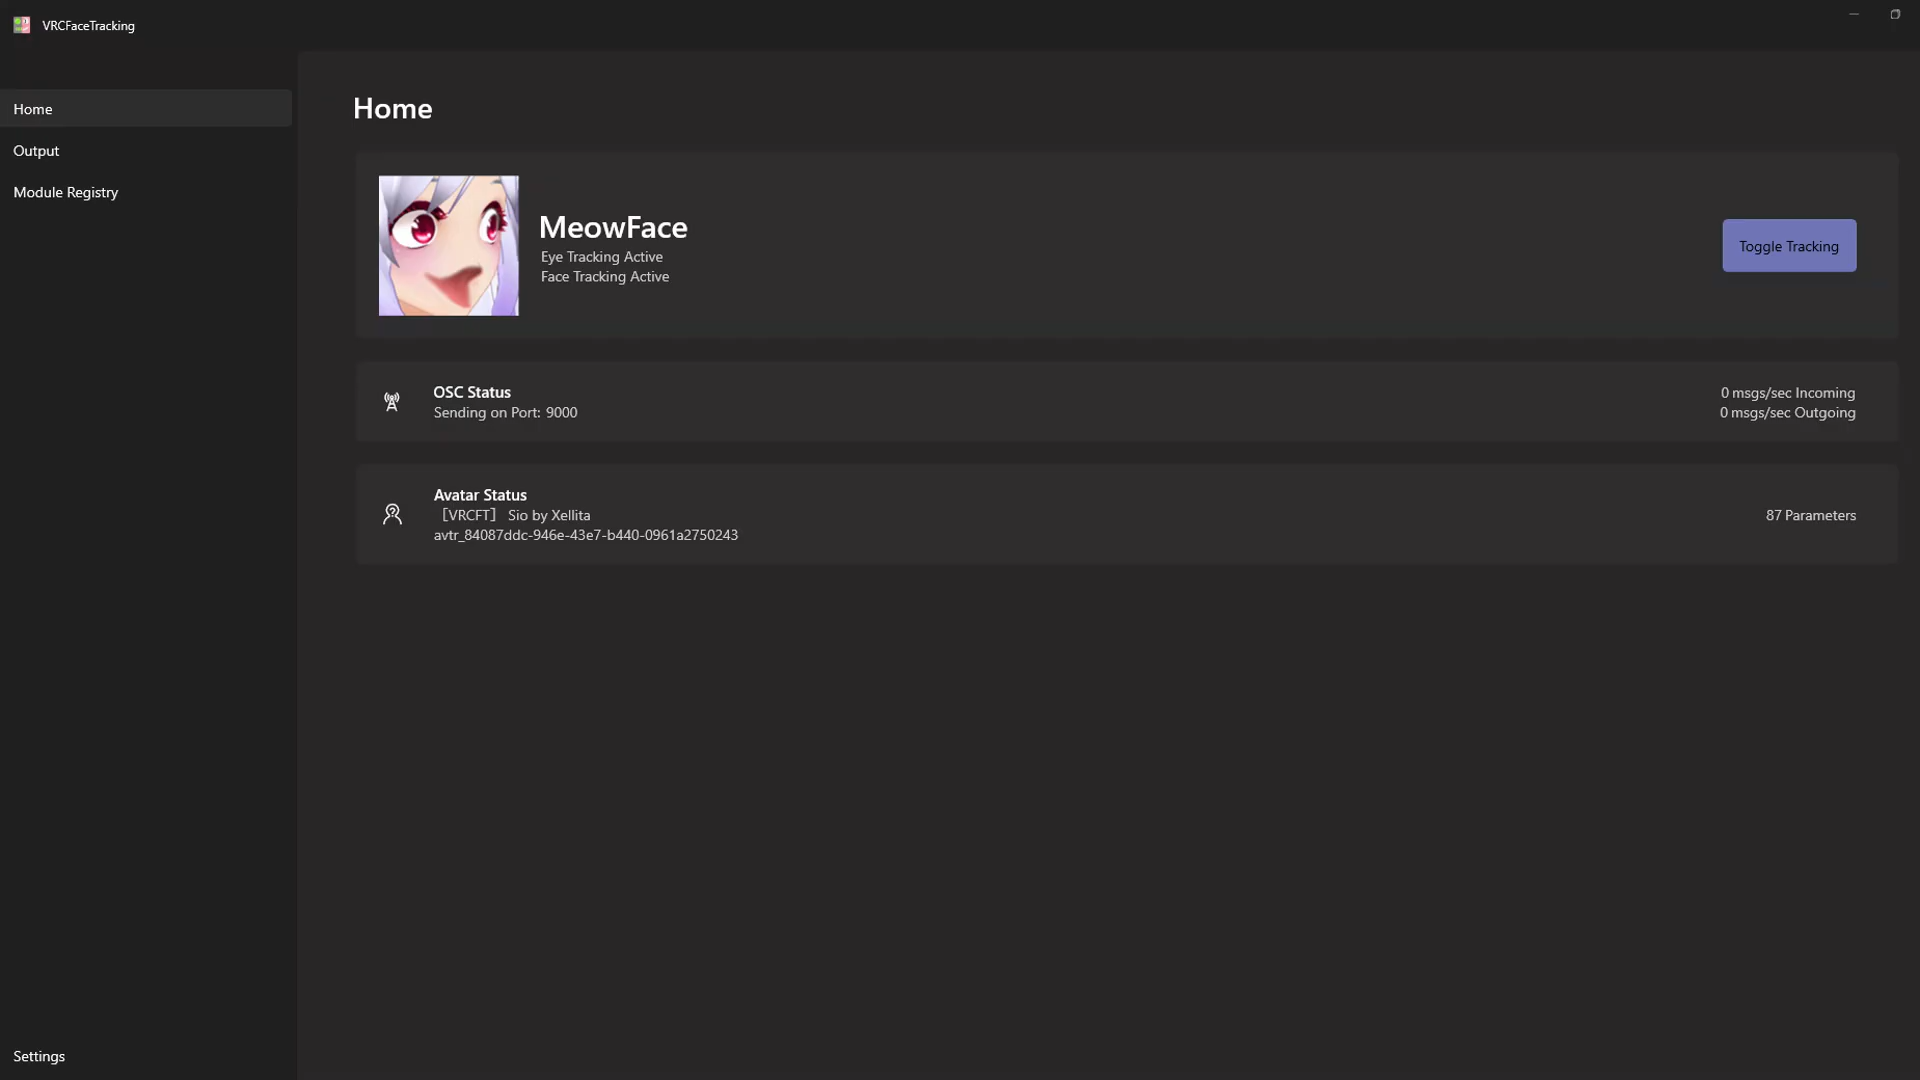 VRCFaceTracking
Home
Output
Module Registry
Settings
Home
MeowFace
Eye Tracking Active
Face Tracking Active
Toggle Tracking
OSC Status
Sending on Port: 9000
0 msgs/sec Incoming
0 msgs/sec Outgoing
Avatar Status
［VRCFT］ Sio by Xellita
avtr_84087ddc-946e-43e7-b440-0961a2750243
87 Parameters